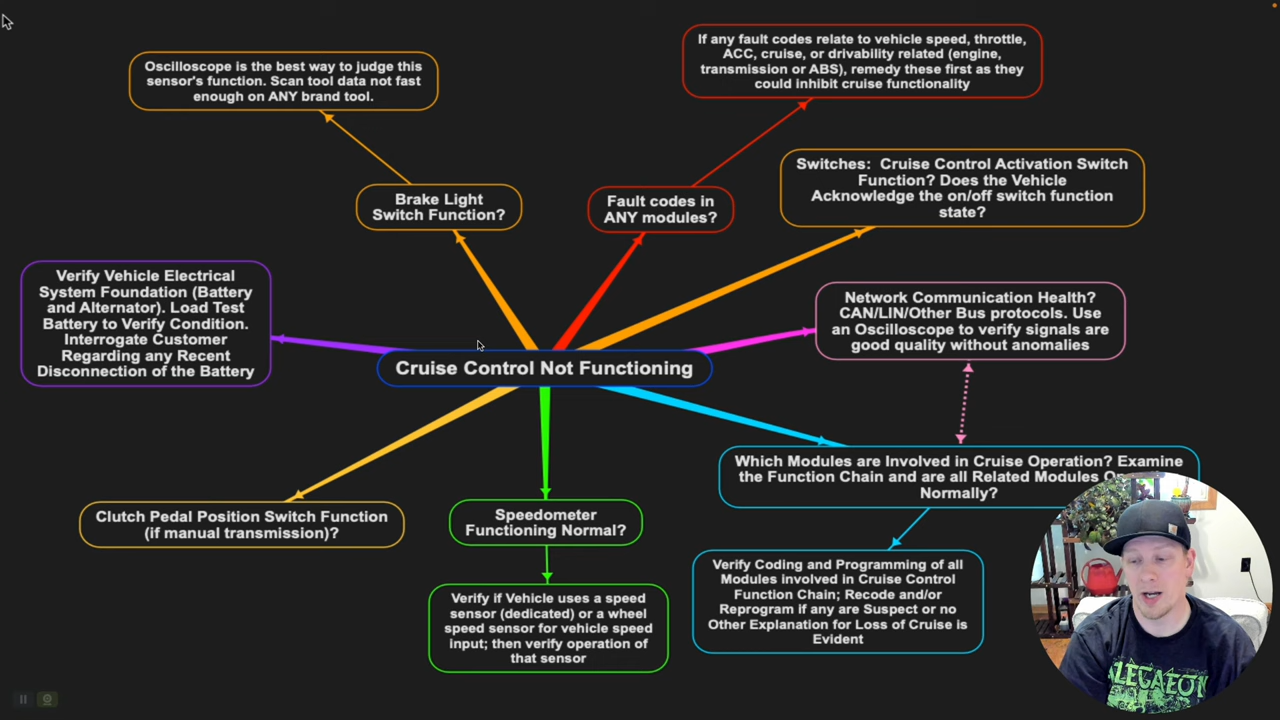 If any fault codes relate to vehicle speed, throttle,
ACC, cruise, or drivability related (engine,
transmission or ABS), remedy these first as they
could inhibit cruise functionality
Oscilloscope is the best way to judge this
sensor's function. Scan tool data not fast
enough on ANY brand tool.
Switches:  Cruise Control Activation Switch
Function? Does the Vehicle
Acknowledge the on/off switch function
state?
Brake Light
Switch Function?
Fault codes in
ANY modules?
Verify Vehicle Electrical
System Foundation (Battery
and Alternator). Load Test
Battery to Verify Condition.
Interrogate Customer
Regarding any Recent
Disconnection of the Battery
Network Communication Health?
CAN/LIN/Other Bus protocols. Use
an Oscilloscope to verify signals are
good quality without anomalies
Cruise Control Not Functioning
Which Modules are Involved in Cruise Operation? Examine
the Function Chain and are all Related Modules
Normally?
Clutch Pedal Position Switch Function
(if manual transmission)?
Speedometer
Functioning Normal?
Verify Coding and Programming of all
Modules involved in Cruise Control
Function Chain; Recode and/or
Reprogram if any are Suspect or no
Other Explanation for Loss of Cruise is
Evident
Verify if Vehicle uses a speed
sensor (dedicated) or a wheel
speed sensor for vehicle speed
input; then verify operation of
that sensor